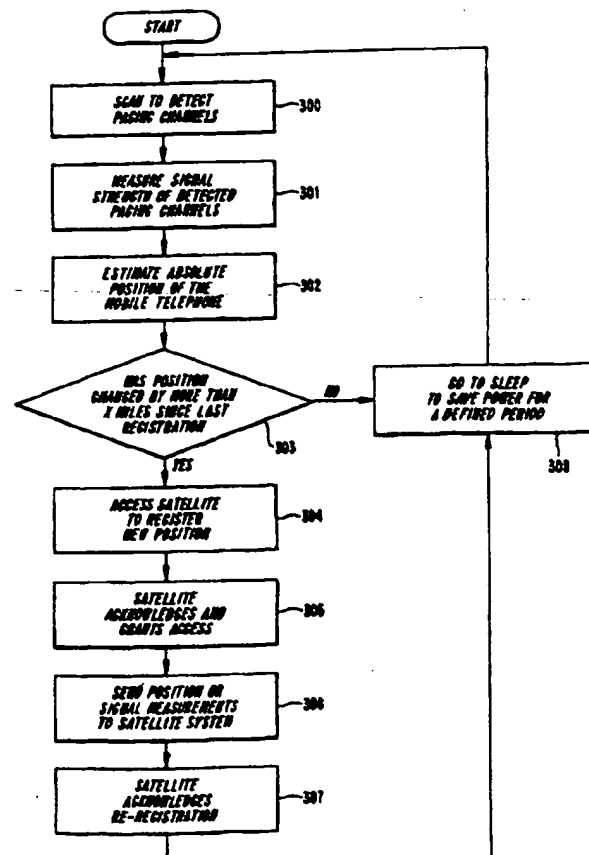 START
SCAN TO DETECT
PAGING CHANNELS
300
MEASURE SIGNAL
STRENGTH OF DETECTED
PAGING CHANNELS
301
ESTIMATE ABSOLUTE
POSITION OF THE
MOBILE TELEPHONE
302
HAS POSITION
CHANGED BY MORE THAN
X MILES SINCE LAST
REGISTRATION
303
NO
GO TO SLEEP
TO SAVE POWER FOR
A DEFINED PERIOD
308
YES
ACCESS SATELLITE
TO REGISTER
NEW POSITION
304
SATELLITE
ACKNOWLEDGES AND
GRANTS ACCESS
305
SEND POSITION OR
SIGNAL MEASUREMENTS
TO SATELLITE SYSTEM
306
SATELLITE
ACKNOWLEDGES
RE-REGISTRATION
307